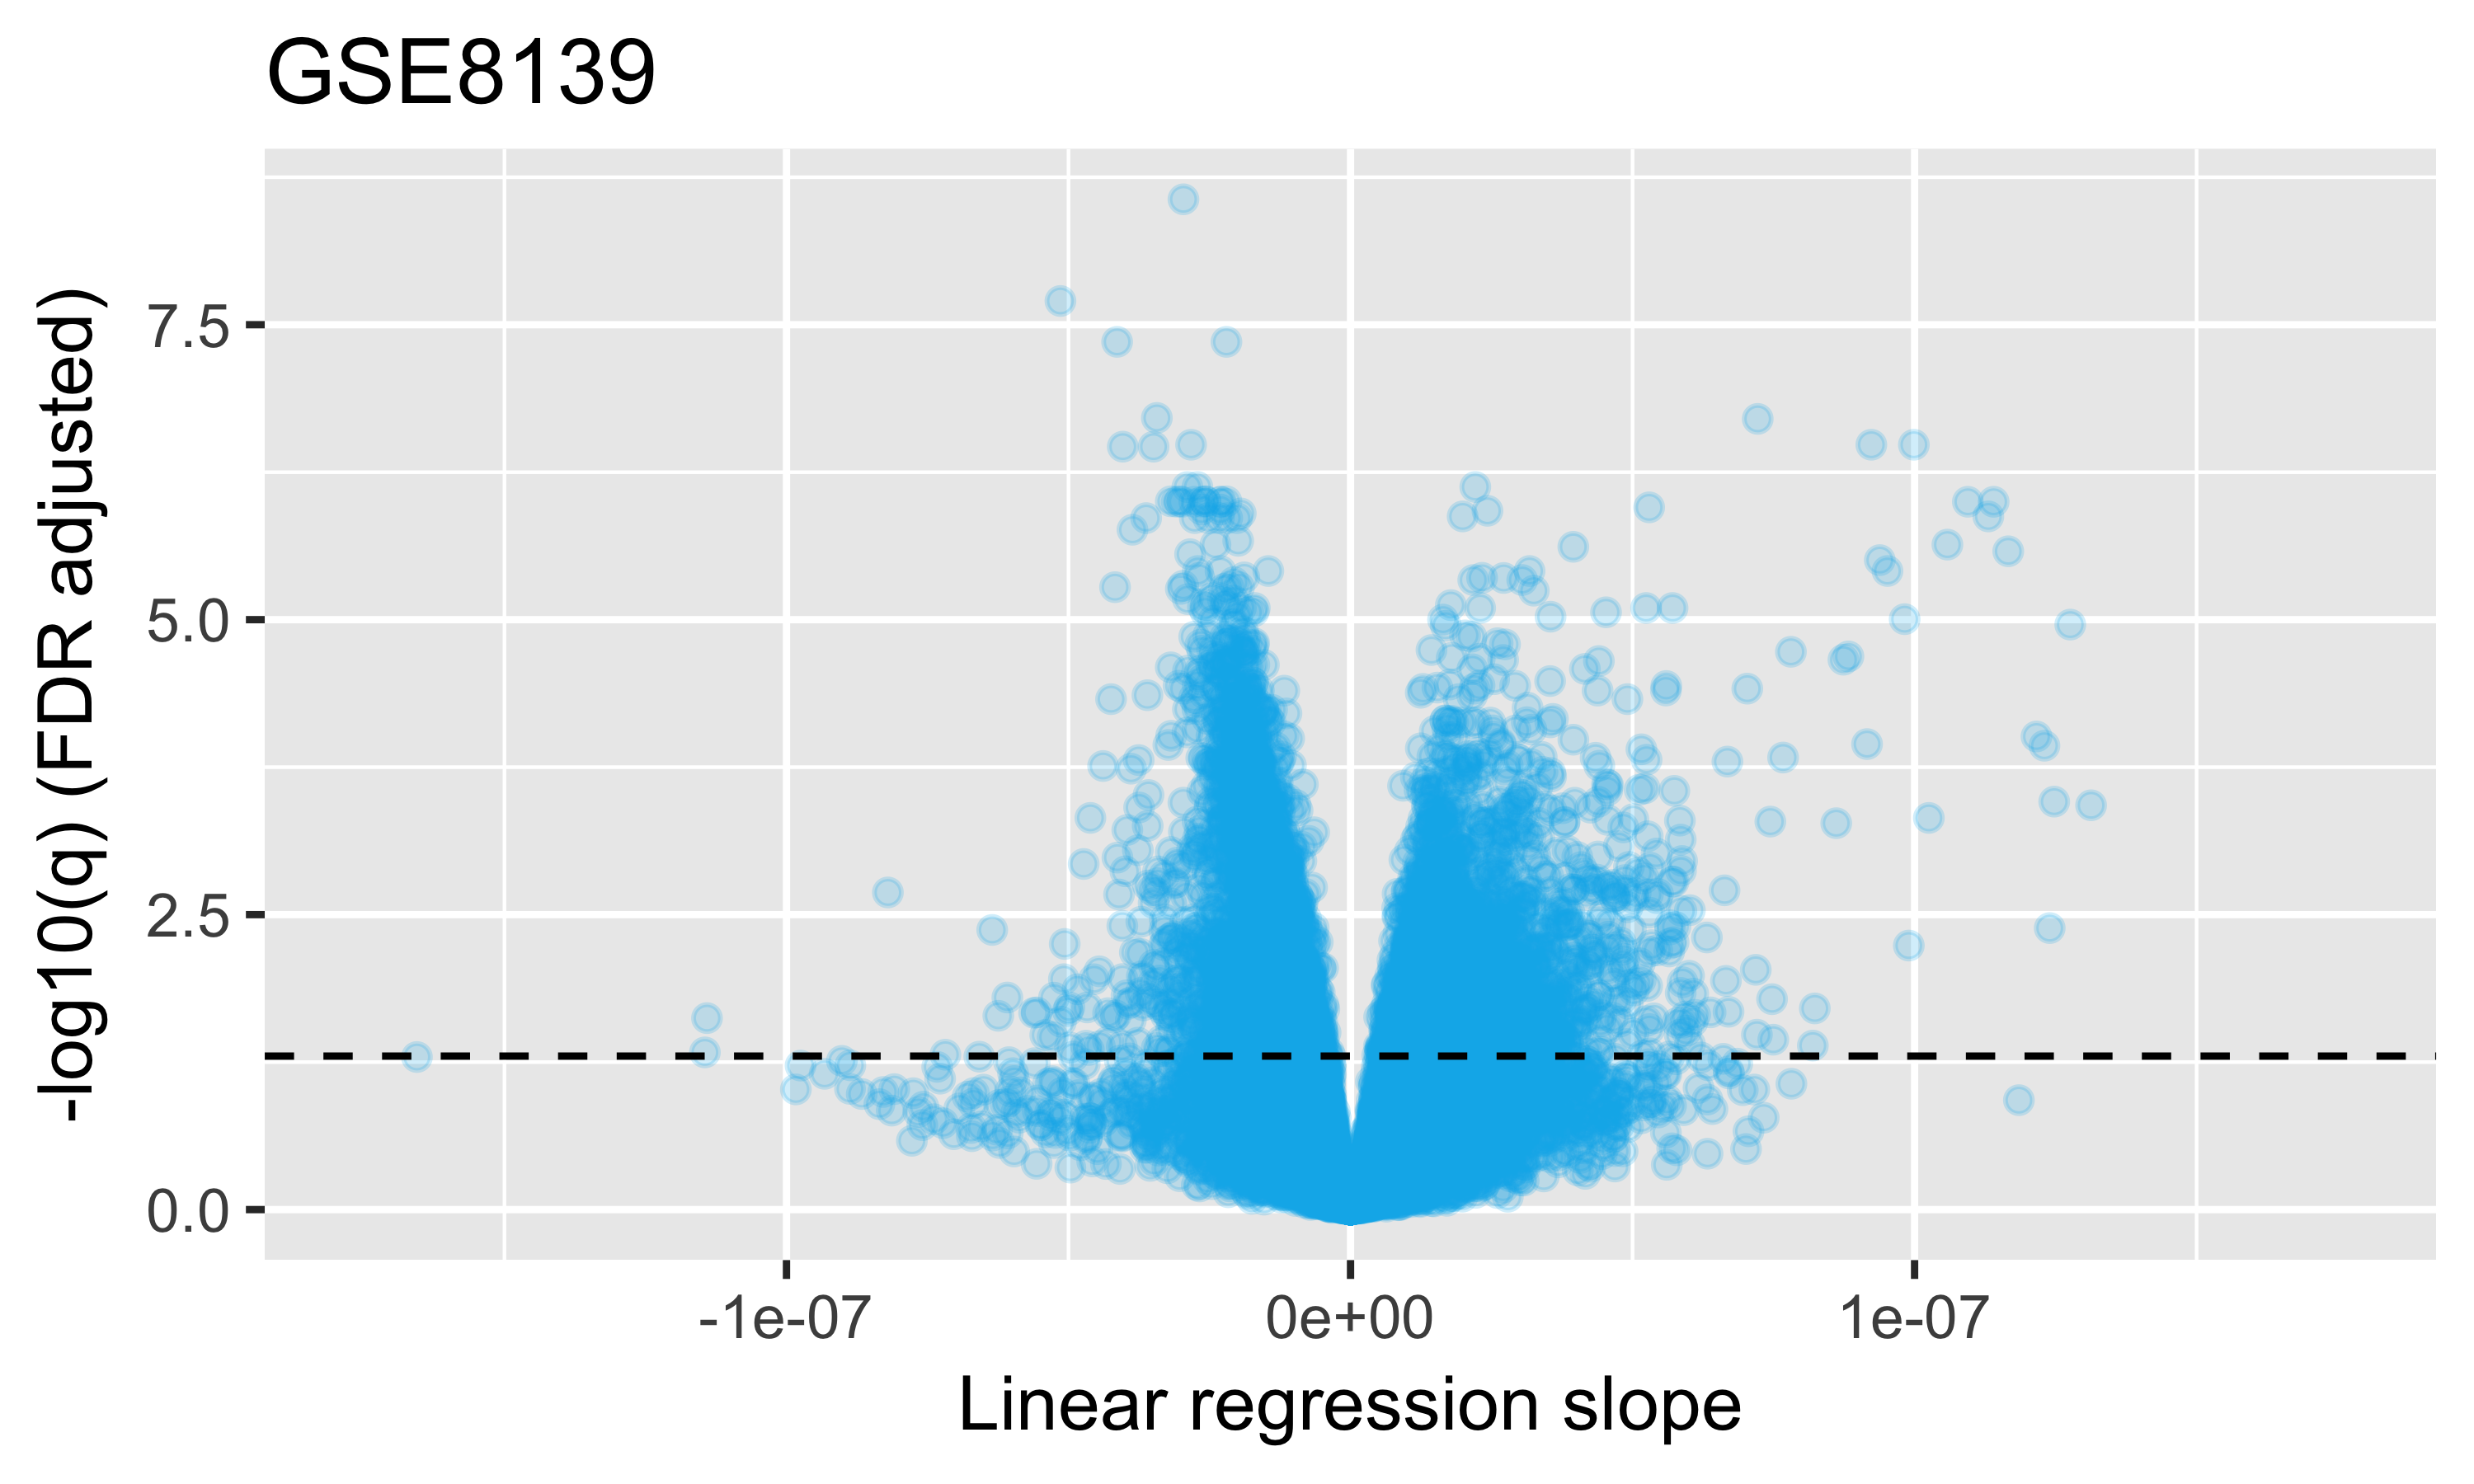 GSE8139
-log10(q) (FDR adjusted)
7.5
5.0
2.5
0.0
-1e-07
0e+00
1e-07
Linear regression slope